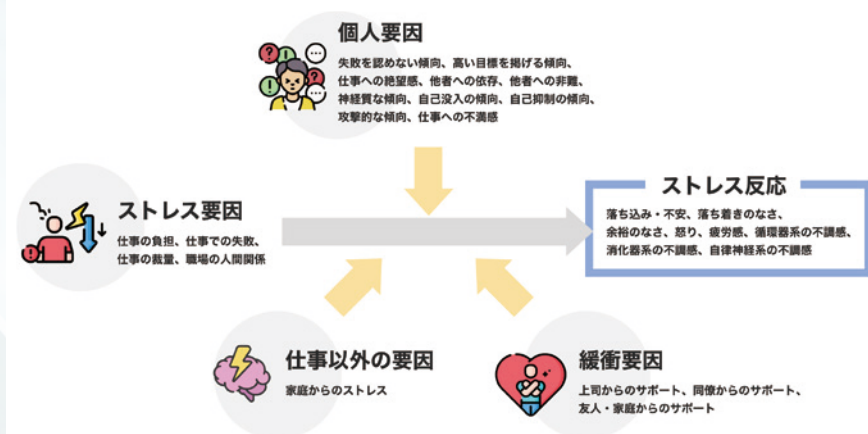 個人要因
失敗を認めない傾向、高い目標を掲げる傾向、
仕事への絶望感、他者への依存、他者への非難、
神経質な傾向、自己没入の傾向、自己抑制の傾向、
攻撃的な傾向、仕事への不満感
ストレス要因
仕事の負担、仕事での失敗、
仕事の裁量、職場の人間関係
ストレス反応
落ち込み・不安、落ち着きのなさ、
余裕のなさ、怒り、疲労感、循環器系の不調感、
消化器系の不調感、自律神経系の不調感
仕事以外の要因
家庭からのストレス
緩衝要因
上司からのサポート、同僚からのサポート、
友人・家庭からのサポート